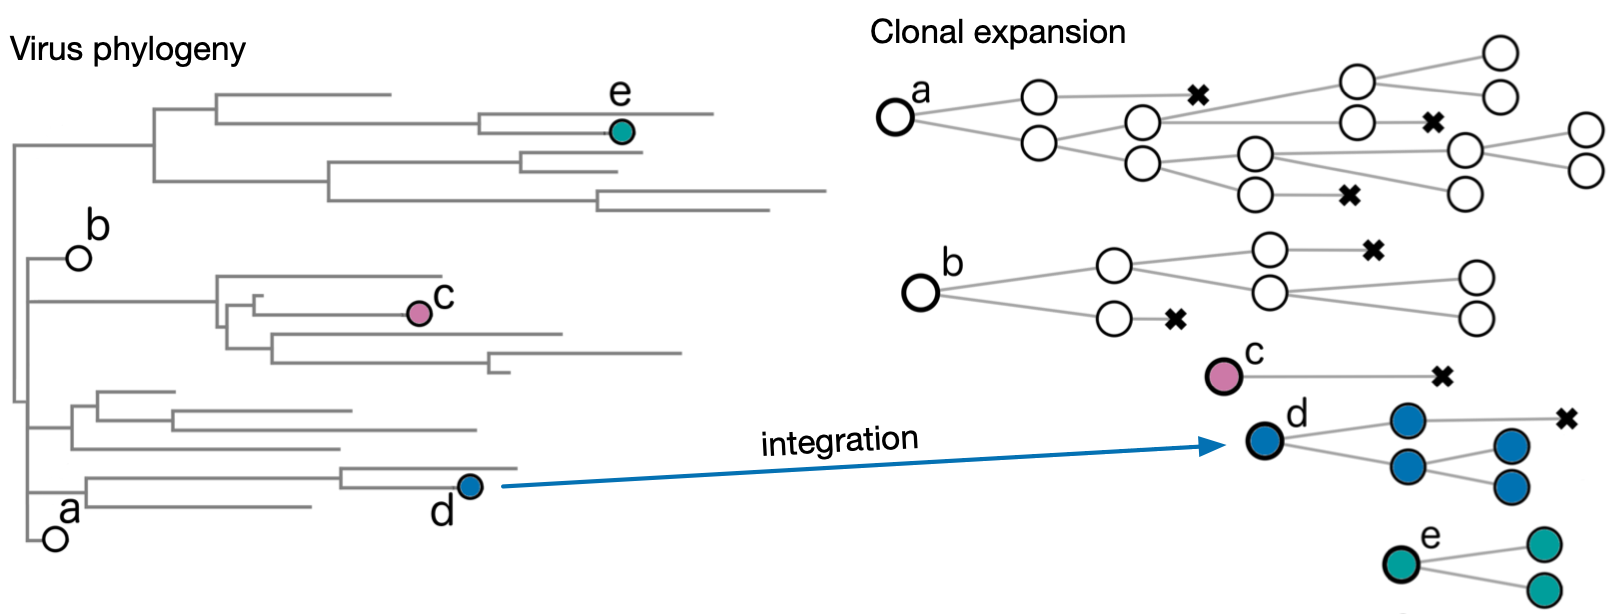 Virus phylogeny
e
b
c
a
d
integration
Clonal expansion
a
b
c
d
e